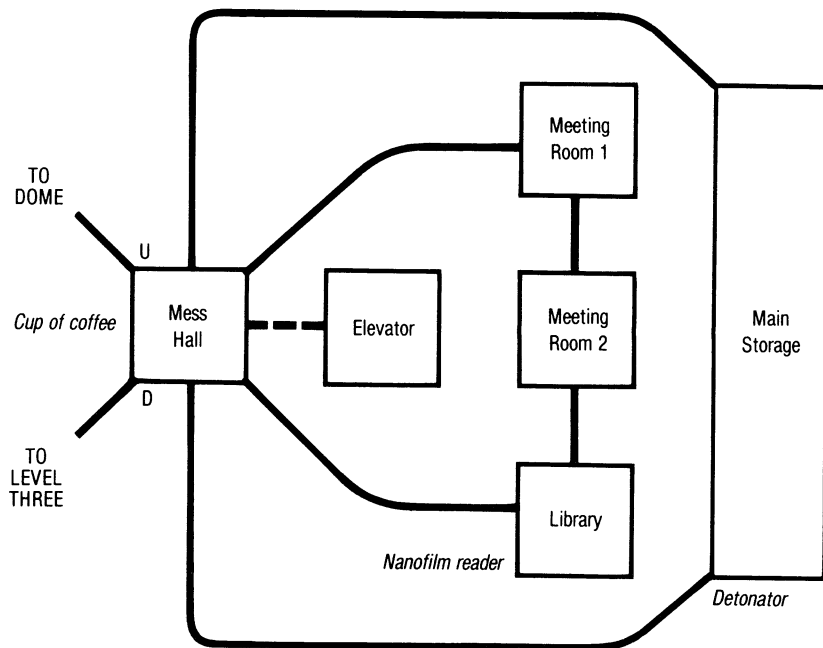 Meeting
Room 1
TO
DOME
U
Mess
Hall
Cup of coffee
Elevator
Meeting
Room 2
Main
Storage
D
TO
LEVEL
THREE
Library
Nanofilm reader
Detonator